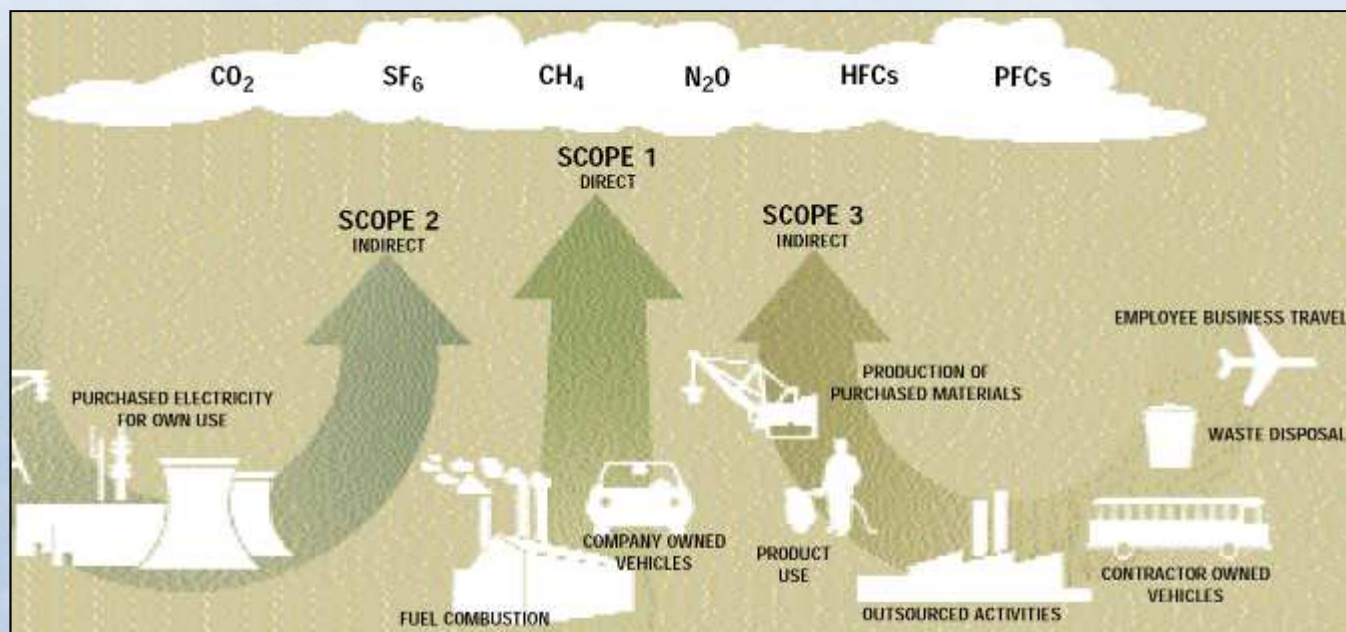 CO₂ SF₆ CH₄ N₂O HFCs PFCs
SCOPE 1
DIRECT
SCOPE 2
INDIRECT
SCOPE 3
INDIRECT
EMPLOYEE BUSINESS TRAVEL
PRODUCTION OF
PURCHASED MATERIALS
PURCHASED ELECTRICITY
FOR OWN USE
WASTE DISPOSAL
COMPANY OWNED
VEHICLES
PRODUCT
USE
CONTRACTOR OWNED
VEHICLES
FUEL COMBUSTION
OUTSOURCED ACTIVITIES